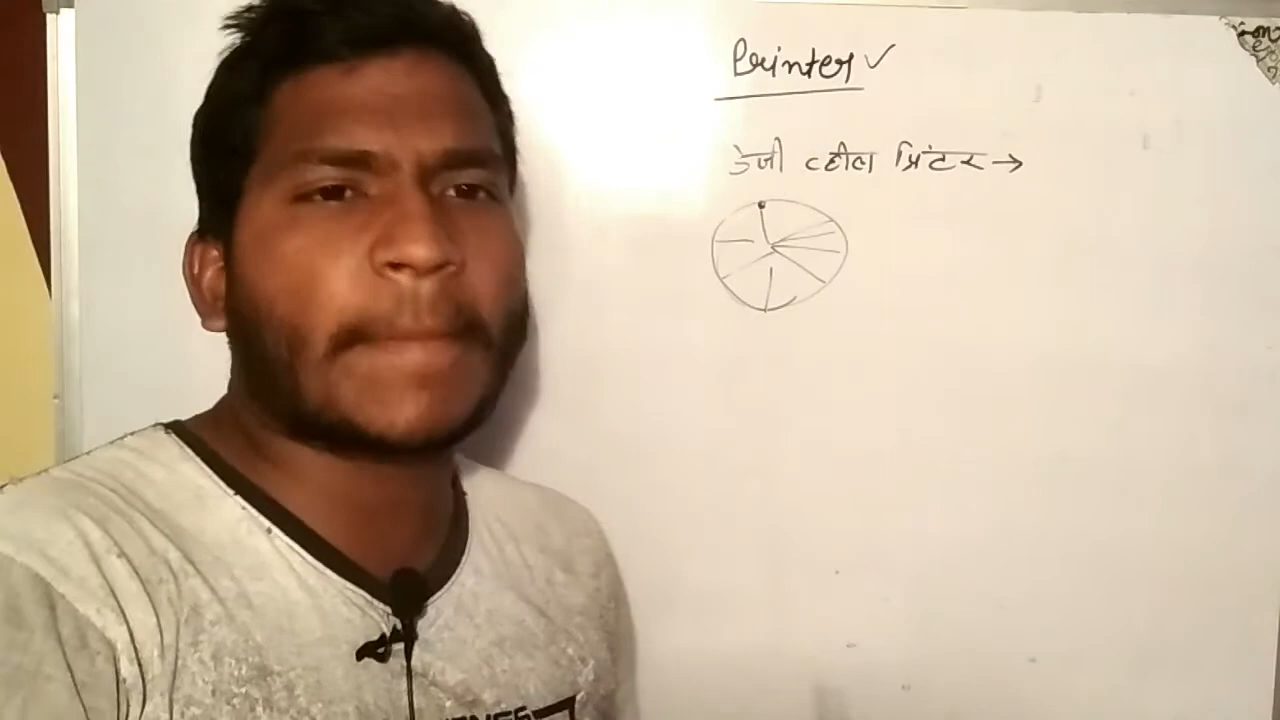 Printer ✓
डेजी व्हील प्रिंटर →